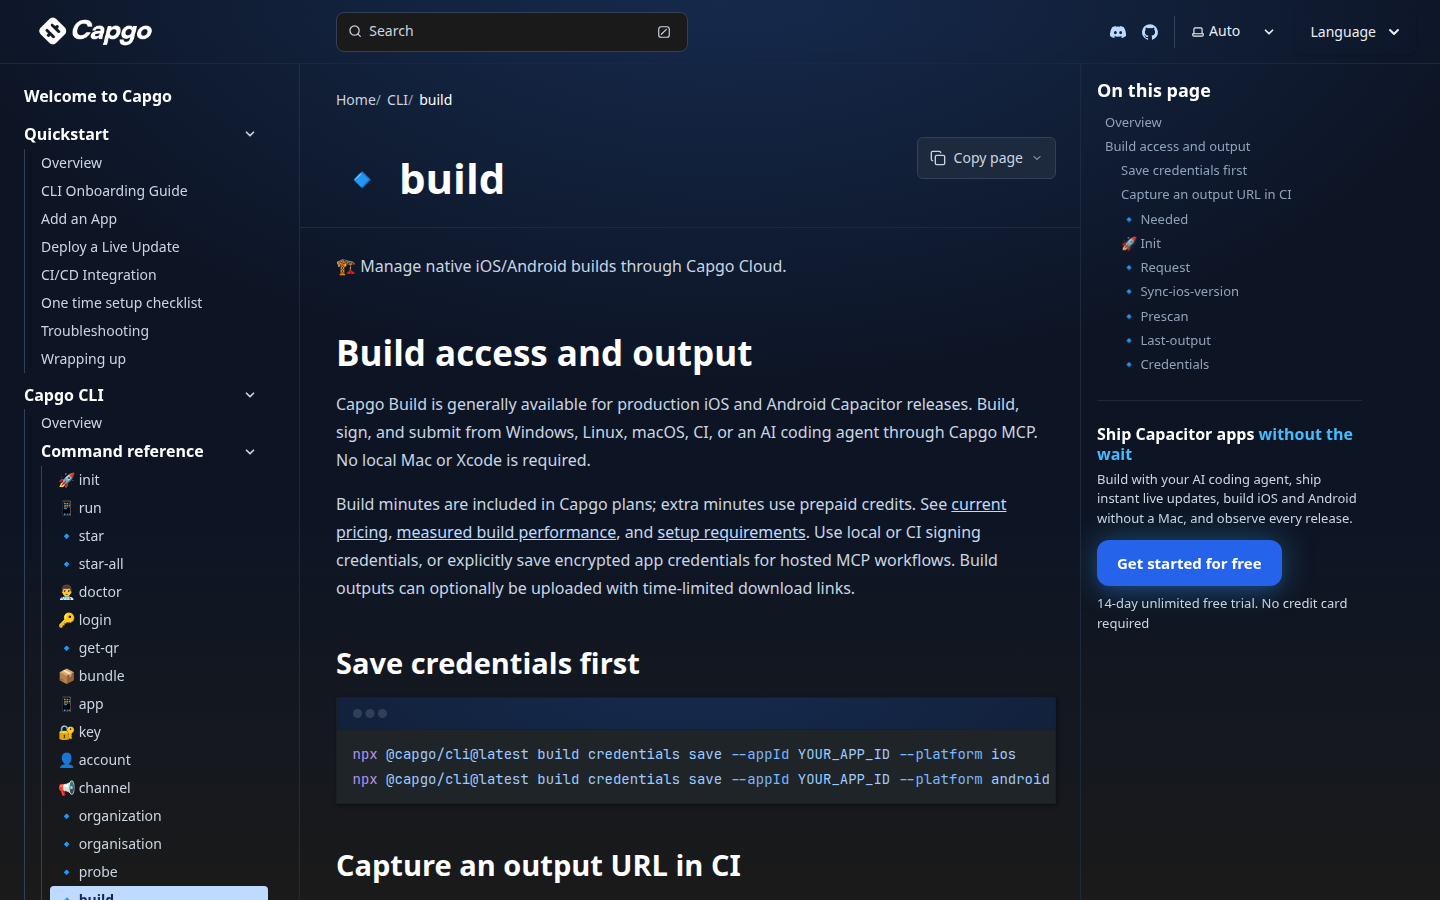 Capgo
Search
Auto
Language
Welcome to Capgo
Quickstart
Overview
CLI Onboarding Guide
Add an App
Deploy a Live Update
CI/CD Integration
One time setup checklist
Troubleshooting
Wrapping up
Capgo CLI
Overview
Command reference
🚀 init
📱 run
🔹 star
🔹 star-all
👨‍⚕️ doctor
🔑 login
🔹 get-qr
📦 bundle
📱 app
🔐 key
👤 account
📢 channel
🔹 organization
🔹 organisation
🔹 probe
🔹 build
Home/ CLI/ build
🔹 build
Copy page
🏗️ Manage native iOS/Android builds through Capgo Cloud.
Build access and output
Capgo Build is generally available for production iOS and Android Capacitor releases. Build,
sign, and submit from Windows, Linux, macOS, CI, or an AI coding agent through Capgo MCP.
No local Mac or Xcode is required.
Build minutes are included in Capgo plans; extra minutes use prepaid credits. See current
pricing, measured build performance, and setup requirements. Use local or CI signing
credentials, or explicitly save encrypted app credentials for hosted MCP workflows. Build
outputs can optionally be uploaded with time-limited download links.
Save credentials first
npx @capgo/cli@latest build credentials save --appId YOUR_APP_ID --platform ios
npx @capgo/cli@latest build credentials save --appId YOUR_APP_ID --platform android
Capture an output URL in CI
On this page
Overview
Build access and output
Save credentials first
Capture an output URL in CI
🔹 Needed
🚀 Init
🔹 Request
🔹 Sync-ios-version
🔹 Prescan
🔹 Last-output
🔹 Credentials
Ship Capacitor apps without the
wait
Build with your AI coding agent, ship
instant live updates, build iOS and Android
without a Mac, and observe every release.
Get started for free
14-day unlimited free trial. No credit card
required